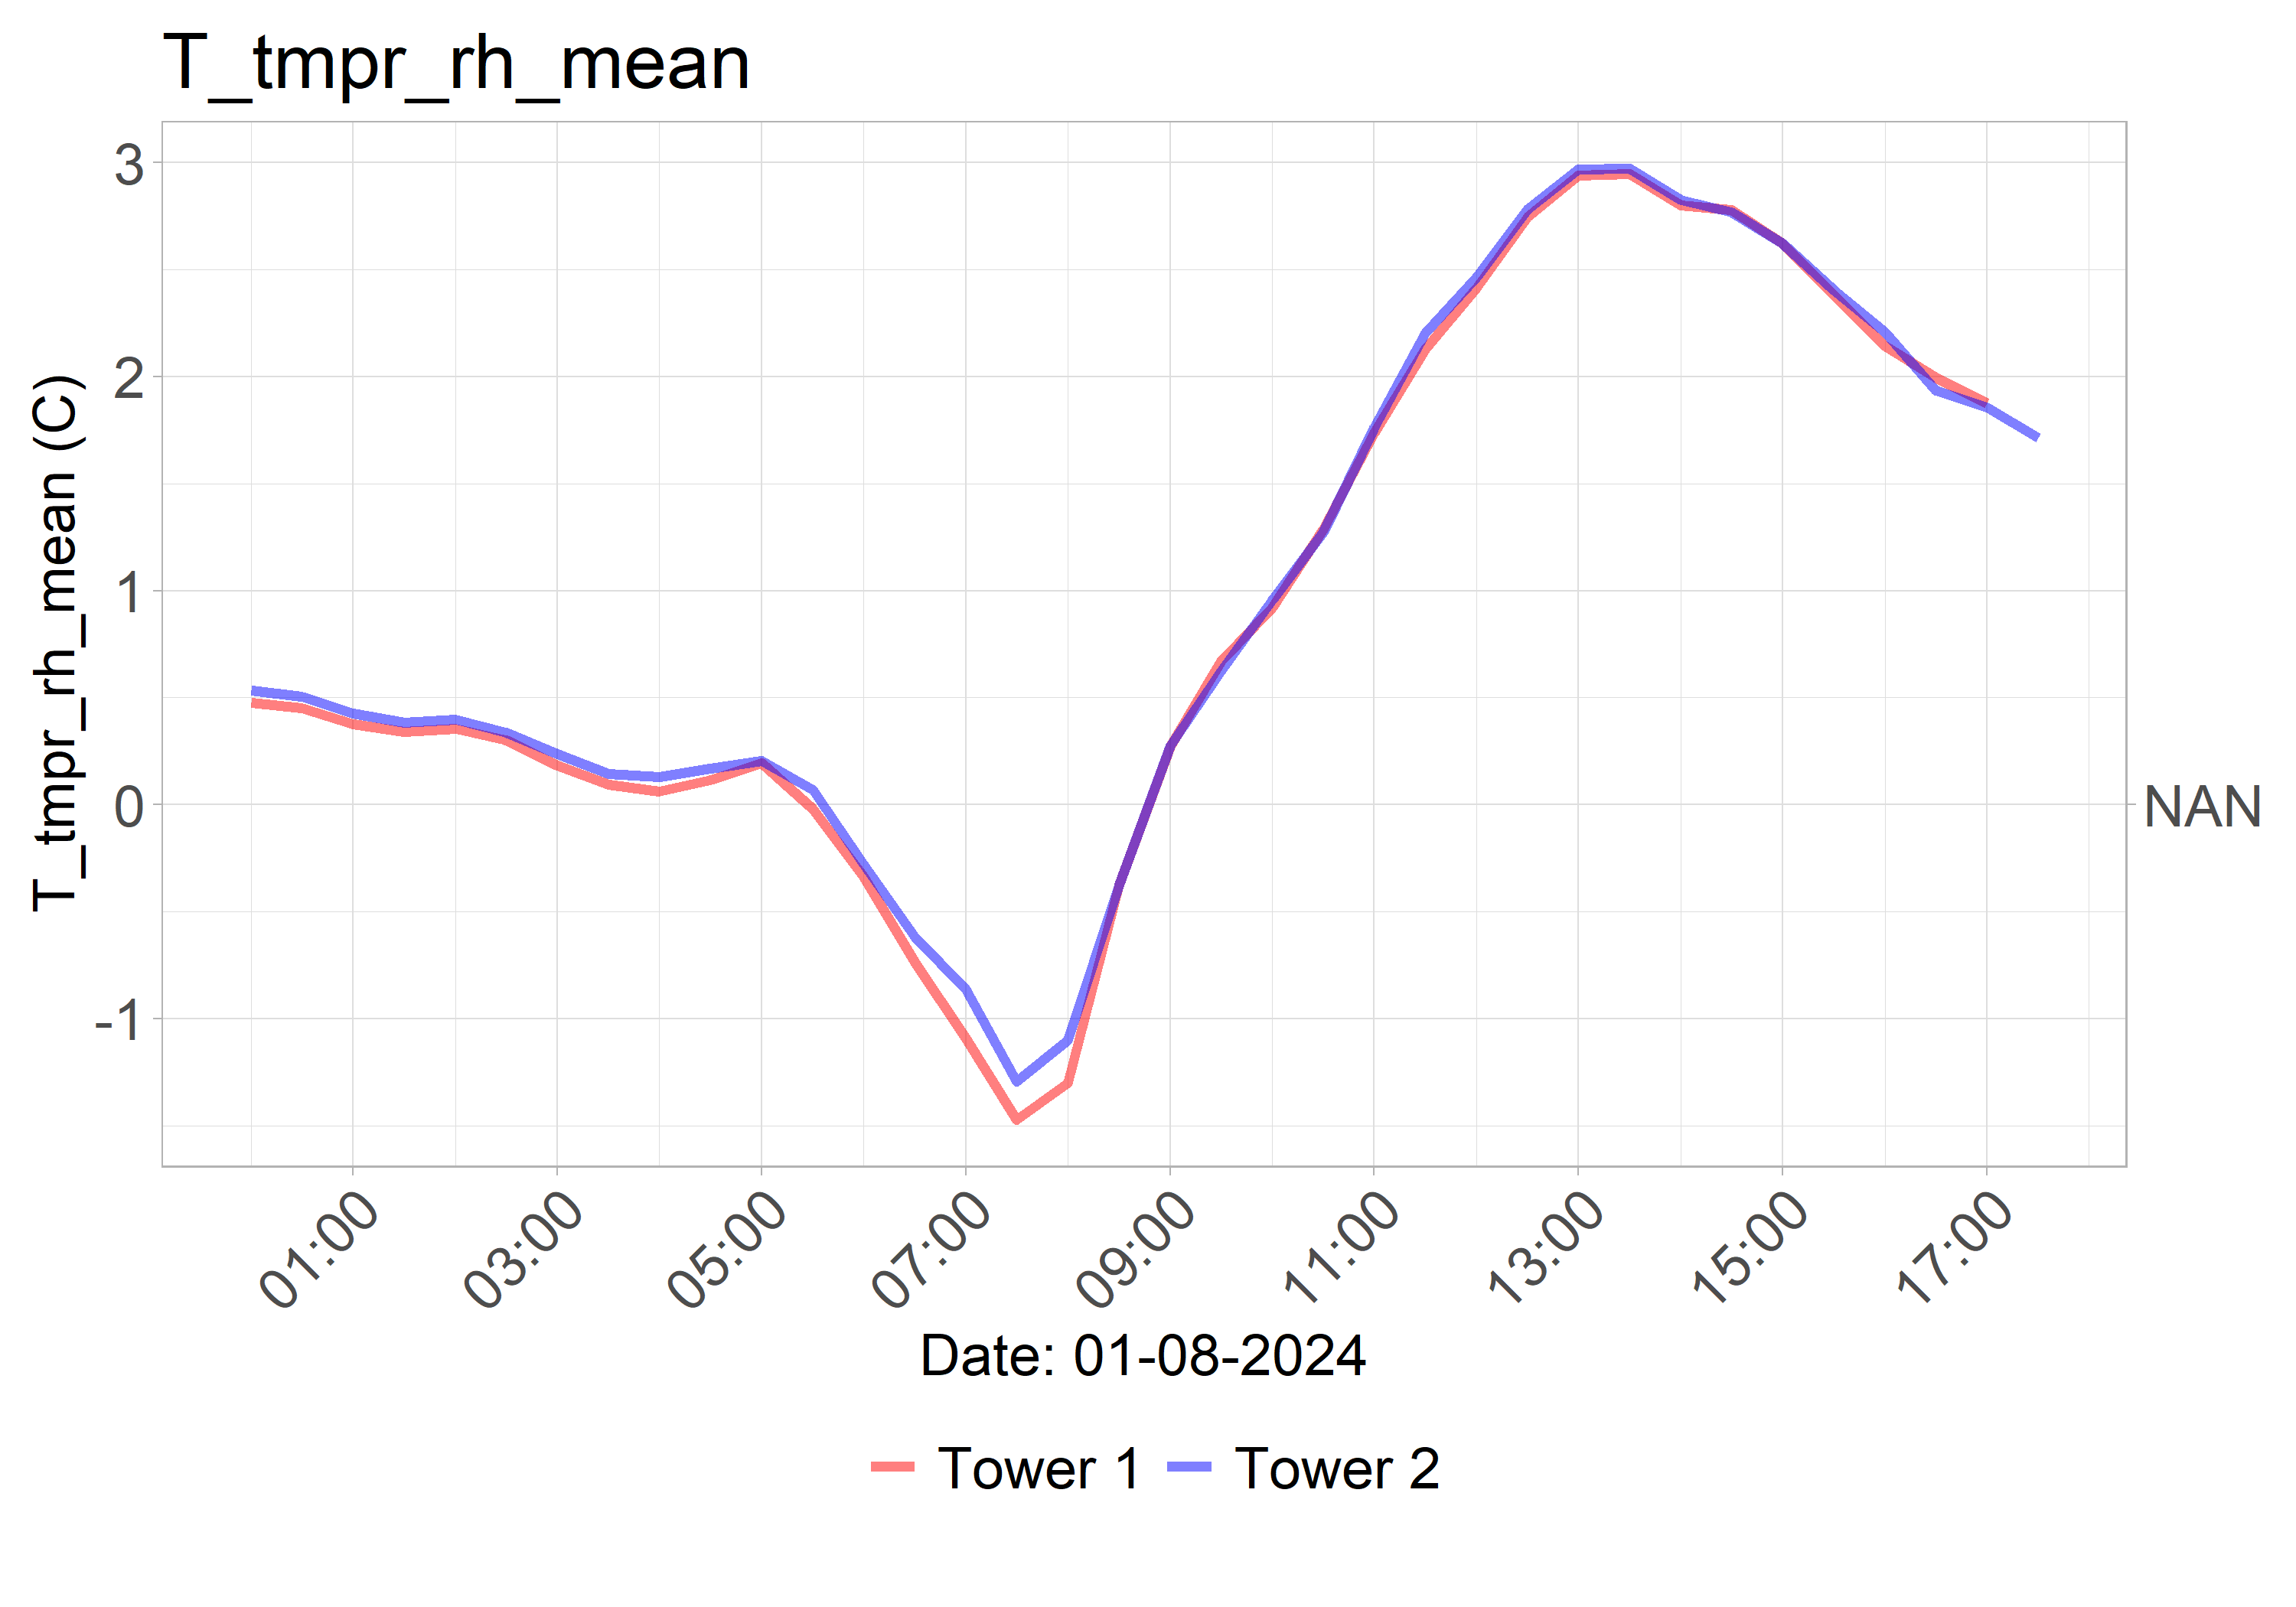 T_tmpr_rh_mean
T_tmpr_rh_mean (C)
3
2
1
0
-1
NAN
01:00
03:00
05:00
07:00
09:00
11:00
13:00
15:00
17:00
Date: 01-08-2024
Tower 1
Tower 2